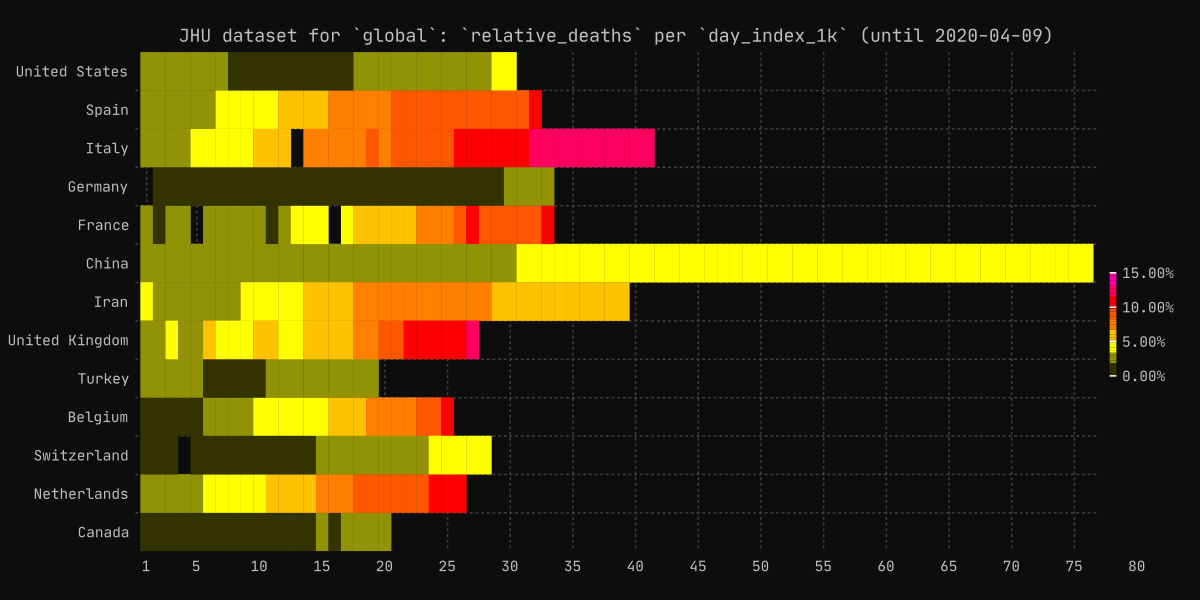 JHU dataset for `global`: `relative_deaths` per `day_index_1k` (until 2020-04-09)
United States
Spain
Italy
Germany
France
China
Iran
United Kingdom
Turkey
Belgium
Switzerland
Netherlands
Canada
15.00%
10.00%
5.00%
0.00%
1 5 10 15 20 25 30 35 40 45 50 55 60 65 70 75 80